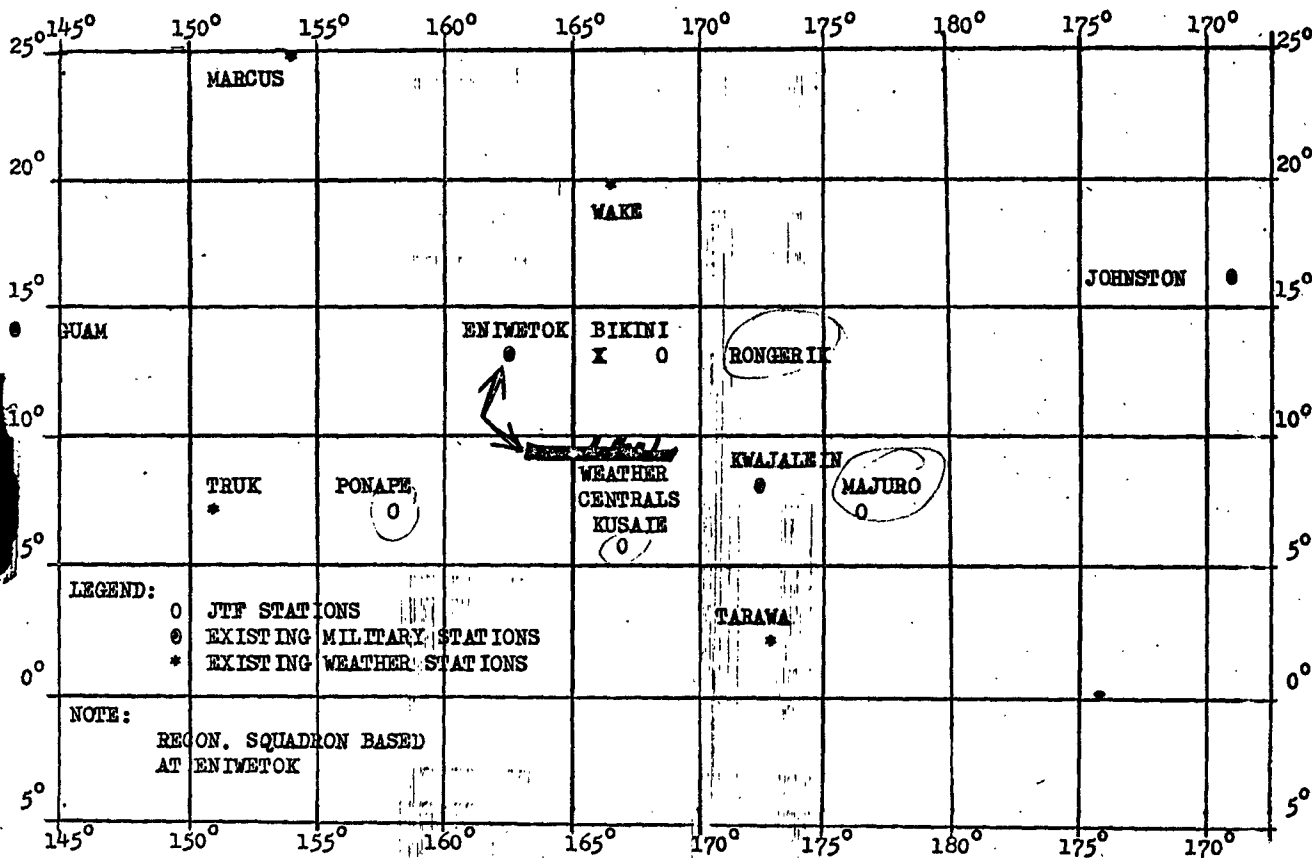 145° 150° 155° 160° 165° 170° 175° 180° 175° 170°
25° 25°
MARCUS
20° 20°
WAKE
JOHNSTON
15° 15°
GUAM ENIWETOK BIKINI
X O RONGERIK
10° 10°
KWAJALEIN
WEATHER
TRUK PONAPE CENTRALS MAJURO
KUSAIE
5° 5°
LEGEND:
O JTF STATIONS TARAWA
EXISTING MILITARY STATIONS
* EXISTING WEATHER STATIONS
0° 0°
NOTE:
RECON. SQUADRON BASED
AT ENIWETOK
5° 5°
145° 150° 155° 160° 165° 170° 175° 180° 175° 170°